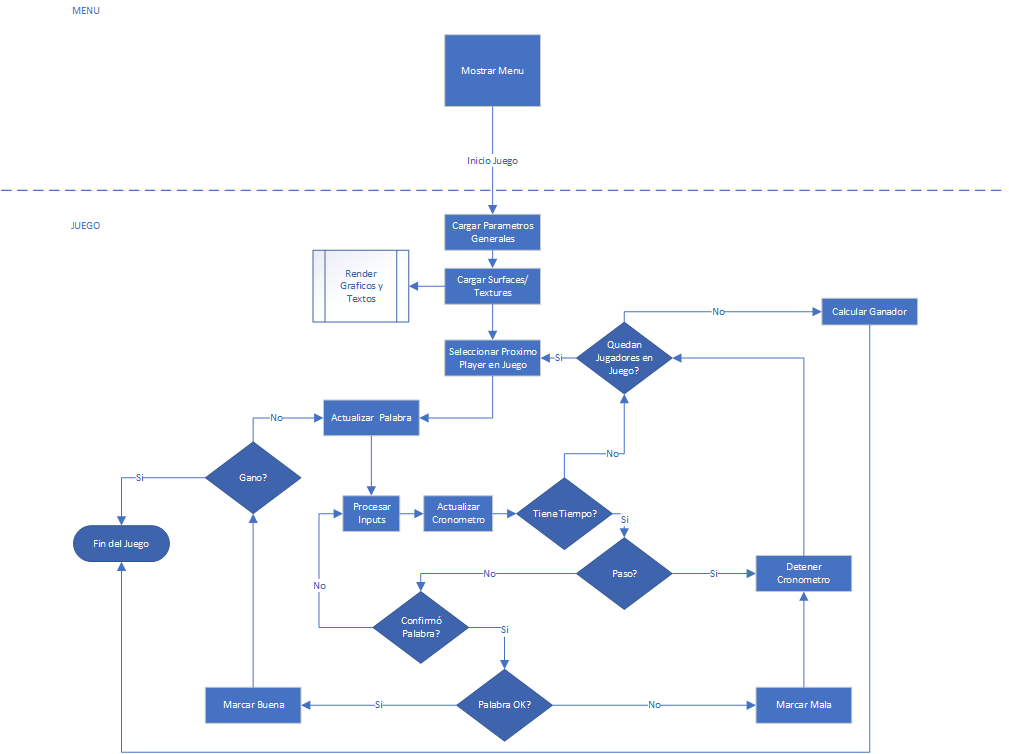 MENU
Mostrar Menu
Inicio Juego
JUEGO
Cargar Parametros
Generales
Render
Graficos y
Textos
Cargar Surfaces/
Textures
No
Calcular Ganador
Seleccionar Proximo
Player en Juego
Si
Quedan
Jugadores en
Juego?
No
Actualizar Palabra
No
Si
Gano?
Procesar
Inputs
Actualizar
Cronometro
Tiene Tiempo?
Si
Fin del Juego
No
Paso?
Si
Detener
Cronometro
No
Confirmó
Palabra?
Si
Marcar Buena
Si
Palabra OK?
No
Marcar Mala